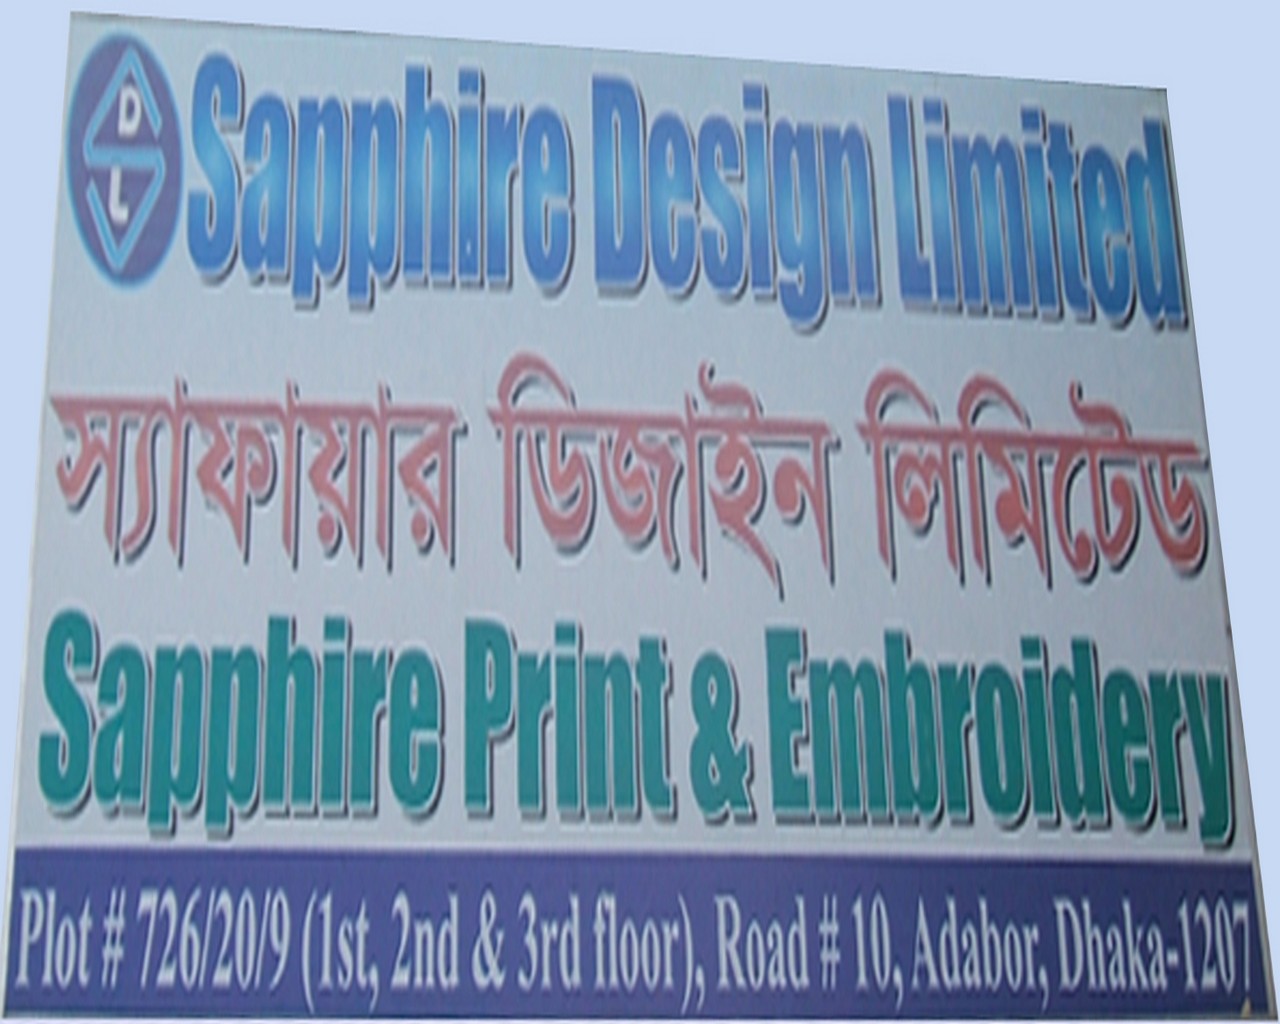 D
L
Sapphire Design Limited
স্যাফায়ার ডিজাইন লিমিটেড
Sapphire Print & Embroidery
Plot # 726/20/9 (1st, 2nd & 3rd floor), Road # 10, Adabor, Dhaka-1207